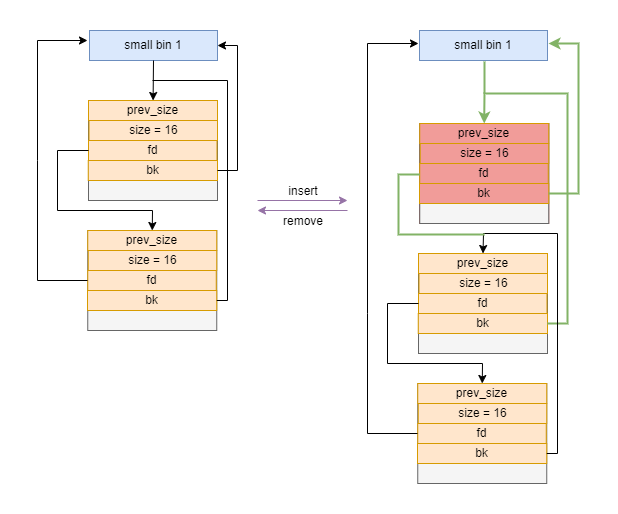 small bin 1
prev_size
size = 16
fd
bk
prev_size
size = 16
fd
bk
insert
remove
small bin 1
prev_size
size = 16
fd
bk
prev_size
size = 16
fd
bk
prev_size
size = 16
fd
bk